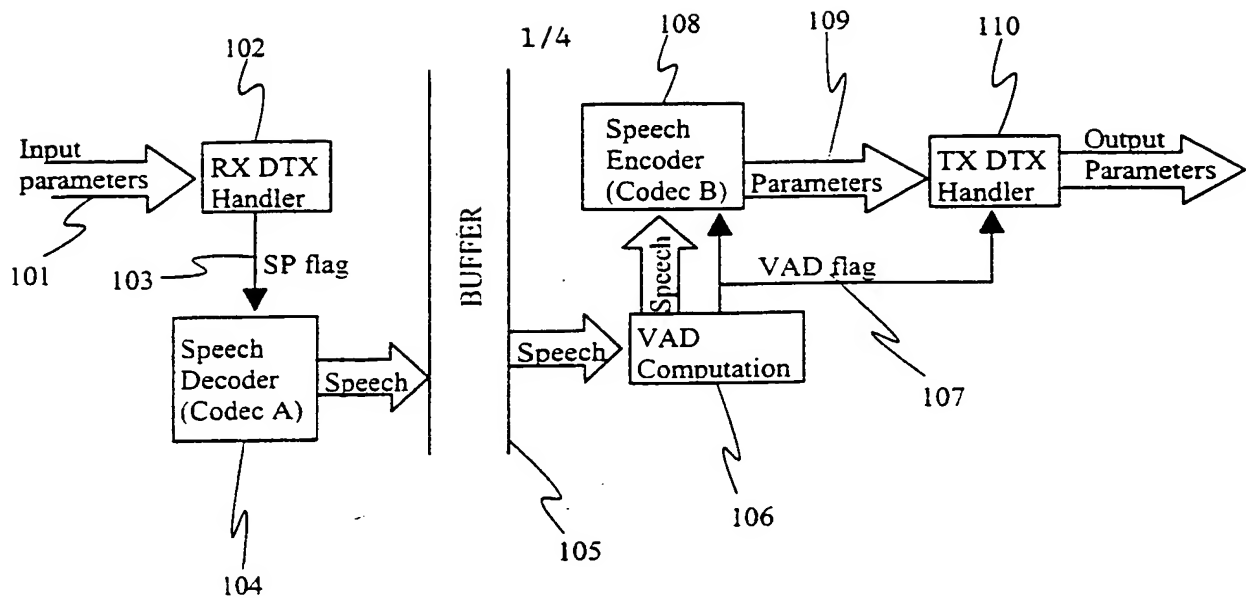 1/4
102
108
109
110
Input
parameters
RX DTX
Handler
Speech
Encoder
(Codec B)
Parameters
TX DTX
Handler
Output
Parameters
101
103
SP flag
BUFFER
Speech
VAD flag
Speech
Decoder
(Codec A)
Speech
Speech
VAD
Computation
107
106
105
104